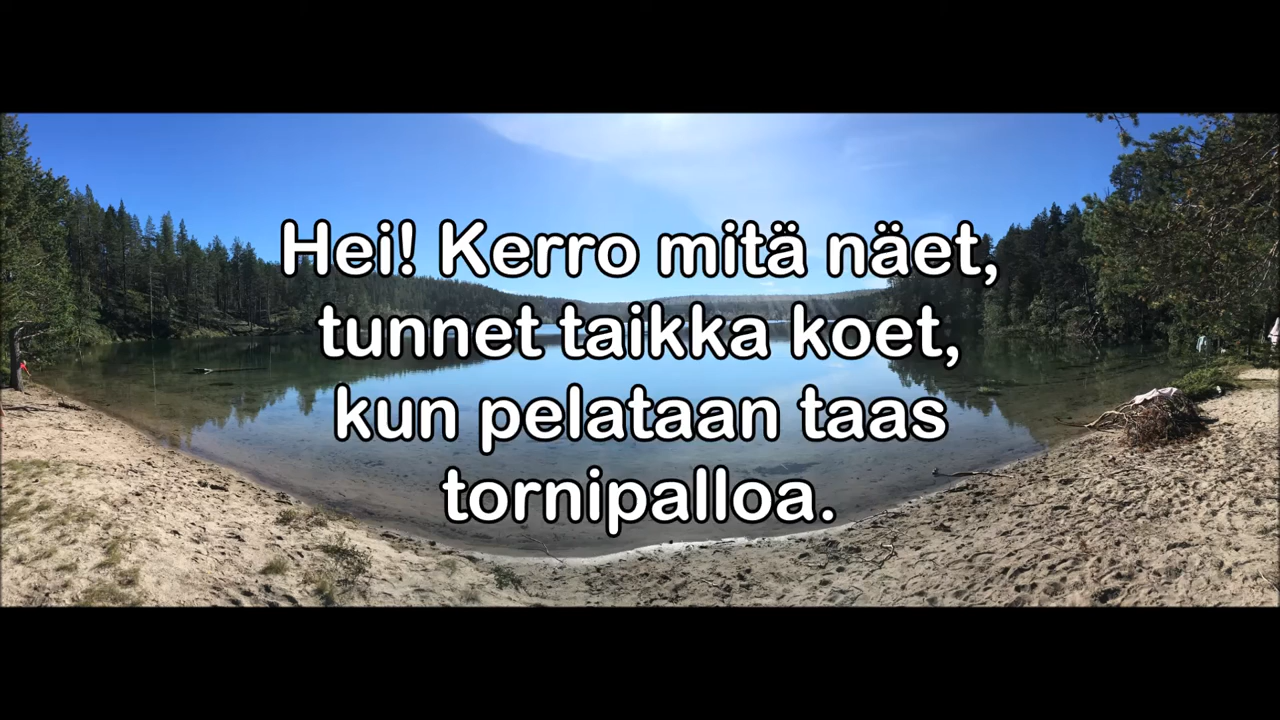 Hei! Kerro mitä näet,
tunnet taikka koet,
kun pelataan taas
tornipalloa.